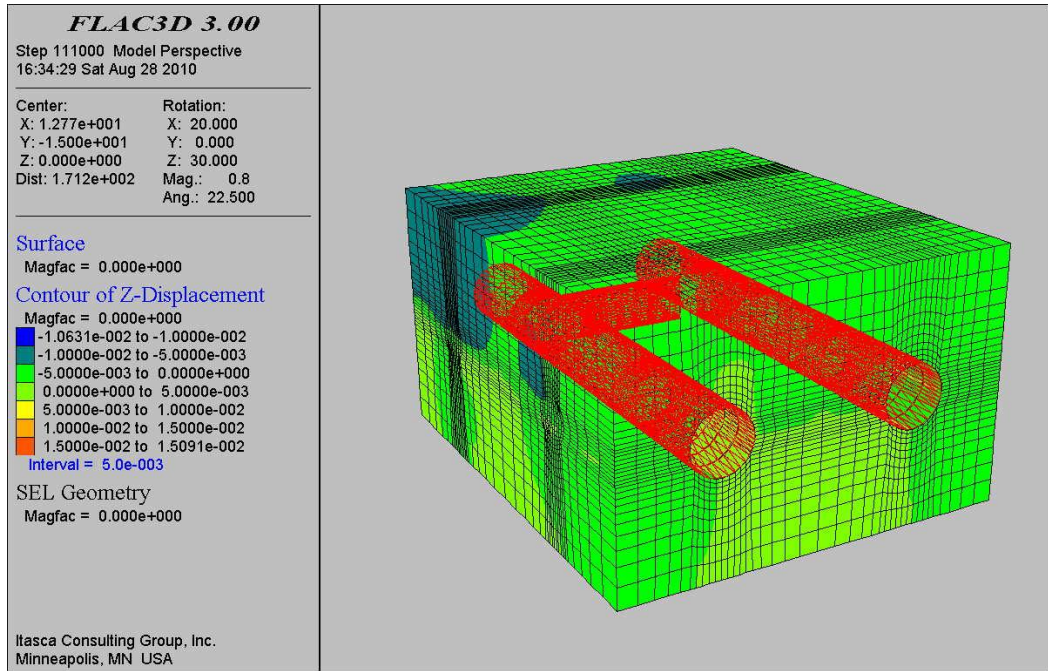 FLAC3D 3.00
Step 111000 Model Perspective
16:34:29 Sat Aug 28 2010
Center: Rotation:
X: 1.277e+001 X: 20.000
Y: -1.500e+001 Y: 0.000
Z: 0.000e+000 Z: 30.000
Dist: 1.712e+002 Mag.: 0.8
Ang.: 22.500
Surface
Magfac = 0.000e+000
Contour of Z-Displacement
Magfac = 0.000e+000
-1.0631e-002 to -1.0000e-002
-1.0000e-002 to -5.0000e-003
-5.0000e-003 to 0.0000e+000
0.0000e+000 to 5.0000e-003
5.0000e-003 to 1.0000e-002
1.0000e-002 to 1.5000e-002
1.5000e-002 to 1.5091e-002
Interval = 5.0e-003
SEL Geometry
Magfac = 0.000e+000
Itasca Consulting Group, Inc.
Minneapolis, MN USA